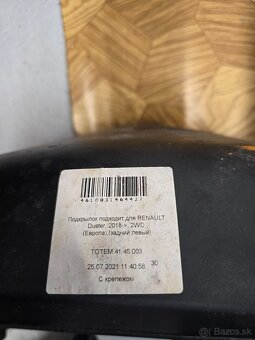 4610031464427
Подкрылок подходит для RENAULT
Duster, 2018->, 2WD
(Европа) (задний левый)
TOTEM.41.45.003
25.07.2021 11:40:58
30
С крепежом
Bazos.sk